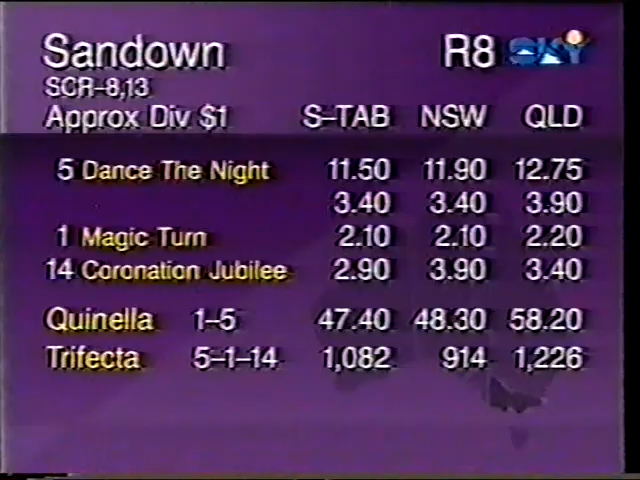 Sandown R8 SKY
SCR-8,13
Approx Div $1 S-TAB NSW QLD
5 Dance The Night 11.50 11.90 12.75
3.40 3.40 3.90
1 Magic Turn 2.10 2.10 2.20
14 Coronation Jubilee 2.90 3.90 3.40
Quinella 1-5 47.40 48.30 58.20
Trifecta 5-1-14 1,082 914 1,226